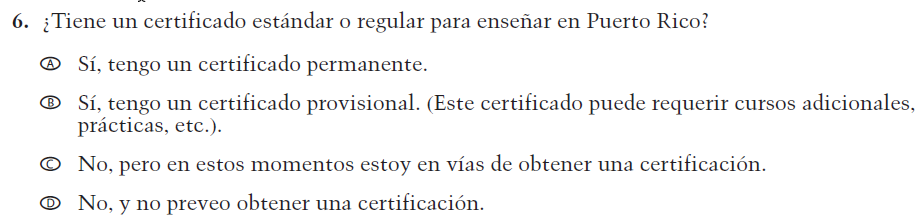 6. ¿Tiene un certificado estándar o regular para enseñar en Puerto Rico?
A Sí, tengo un certificado permanente.
B Sí, tengo un certificado provisional. (Este certificado puede requerir cursos adicionales,
prácticas, etc.).
C No, pero en estos momentos estoy en vías de obtener una certificación.
D No, y no preveo obtener una certificación.